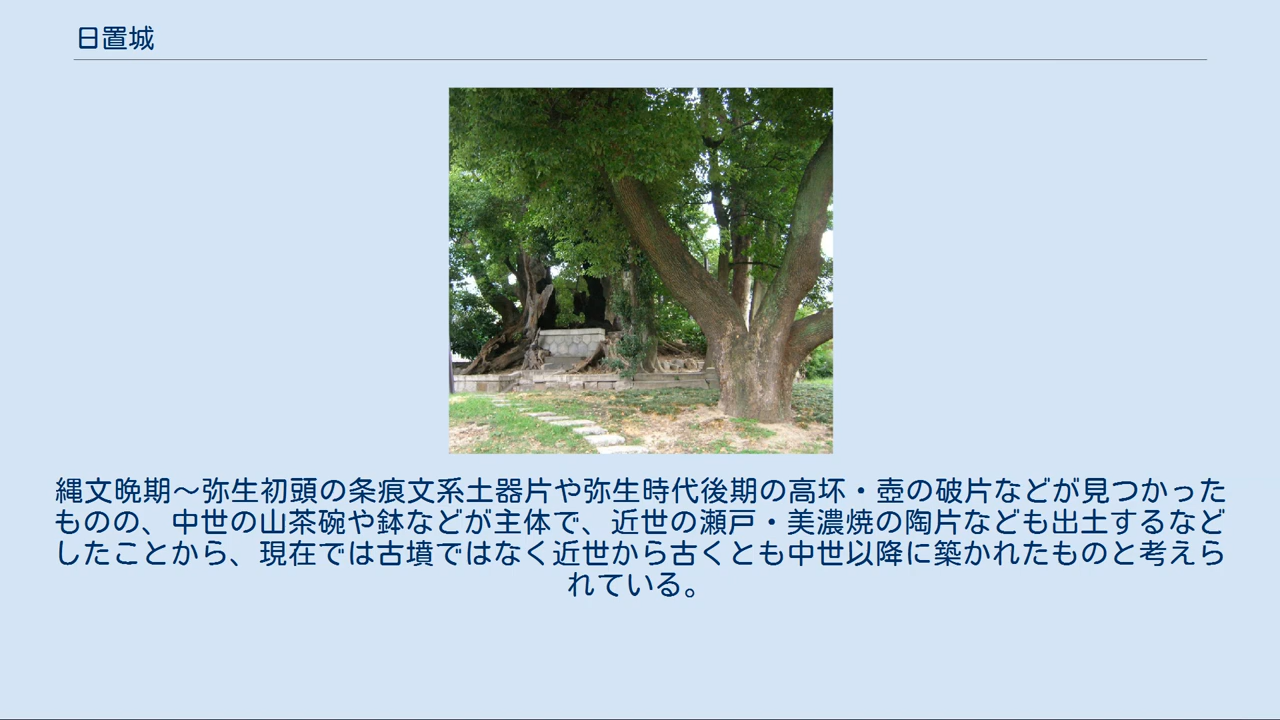 日置城
縄文晩期～弥生初頭の条痕文系土器片や弥生時代後期の高坏・壺の破片などが見つかった
ものの、中世の山茶碗や鉢などが主体で、近世の瀬戸・美濃焼の陶片なども出土するなど
したことから、現在では古墳ではなく近世から古くとも中世以降に築かれたものと考えら
れている。